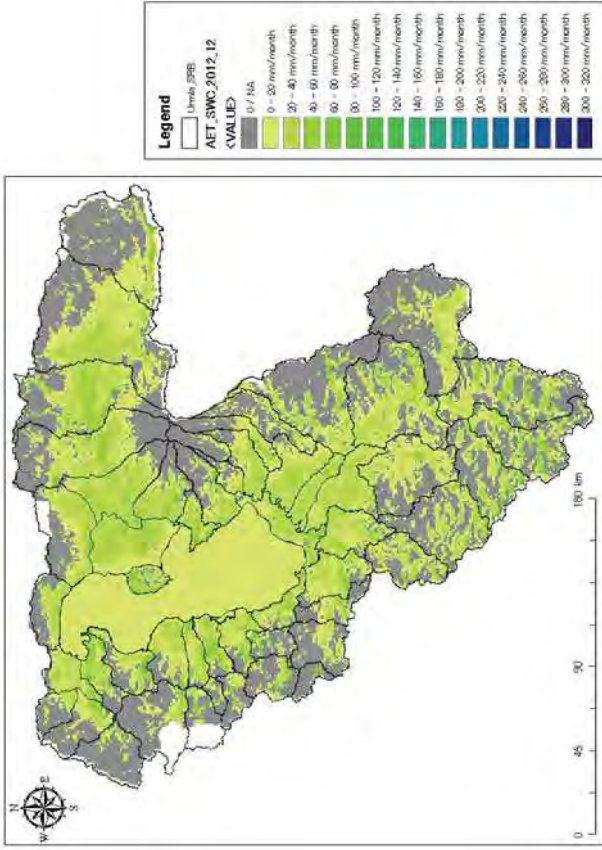 N
W E
S
Legend
Urmia_SRB
AET_SWC_2012_12
<VALUE>
0 / NA
0 - 20 mm/month
20 - 40 mm/month
40 - 60 mm/month
60 - 80 mm/month
80 - 100 mm/month
100 - 120 mm/month
120 - 140 mm/month
140 - 160 mm/month
160 - 180 mm/month
180 - 200 mm/month
200 - 220 mm/month
220 - 240 mm/month
240 - 260 mm/month
260 - 280 mm/month
280 - 300 mm/month
300 - 320 mm/month
0 45 90 180 km